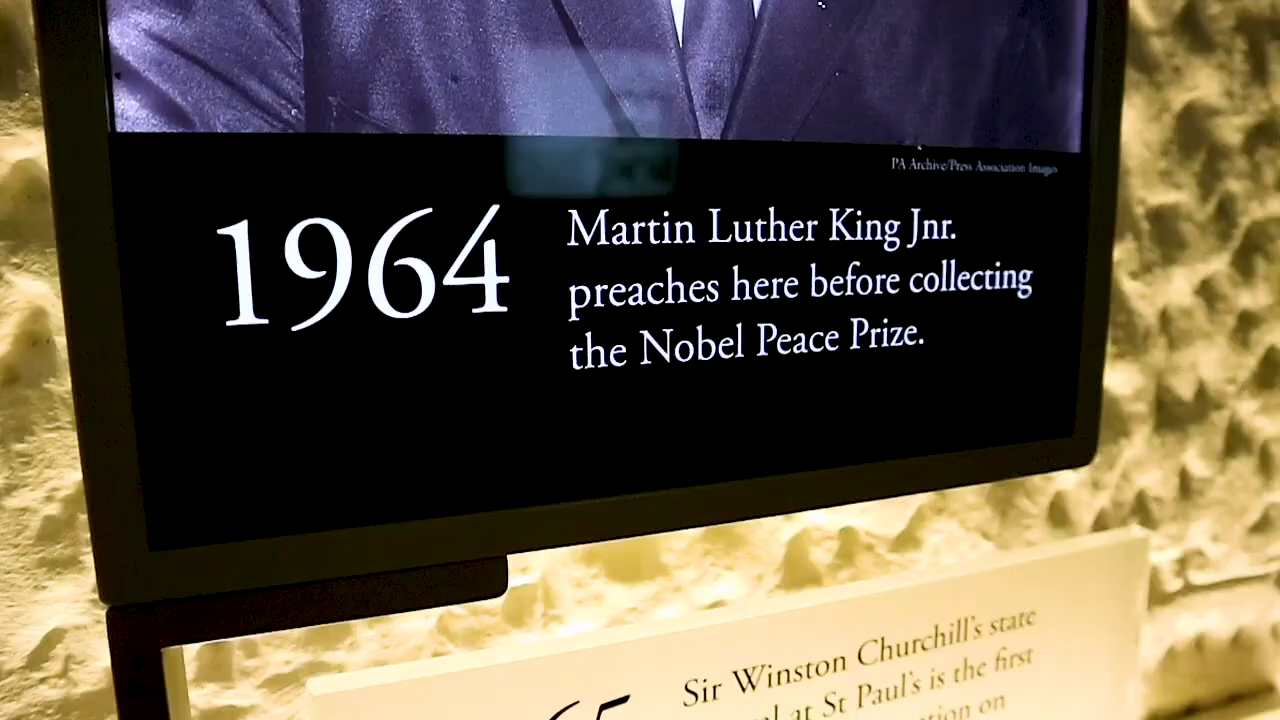 PA Archive/Press Association Images
1964
Martin Luther King Jnr.
preaches here before collecting
the Nobel Peace Prize.
Sir Winston Churchill's state
at St Paul's is the first
on